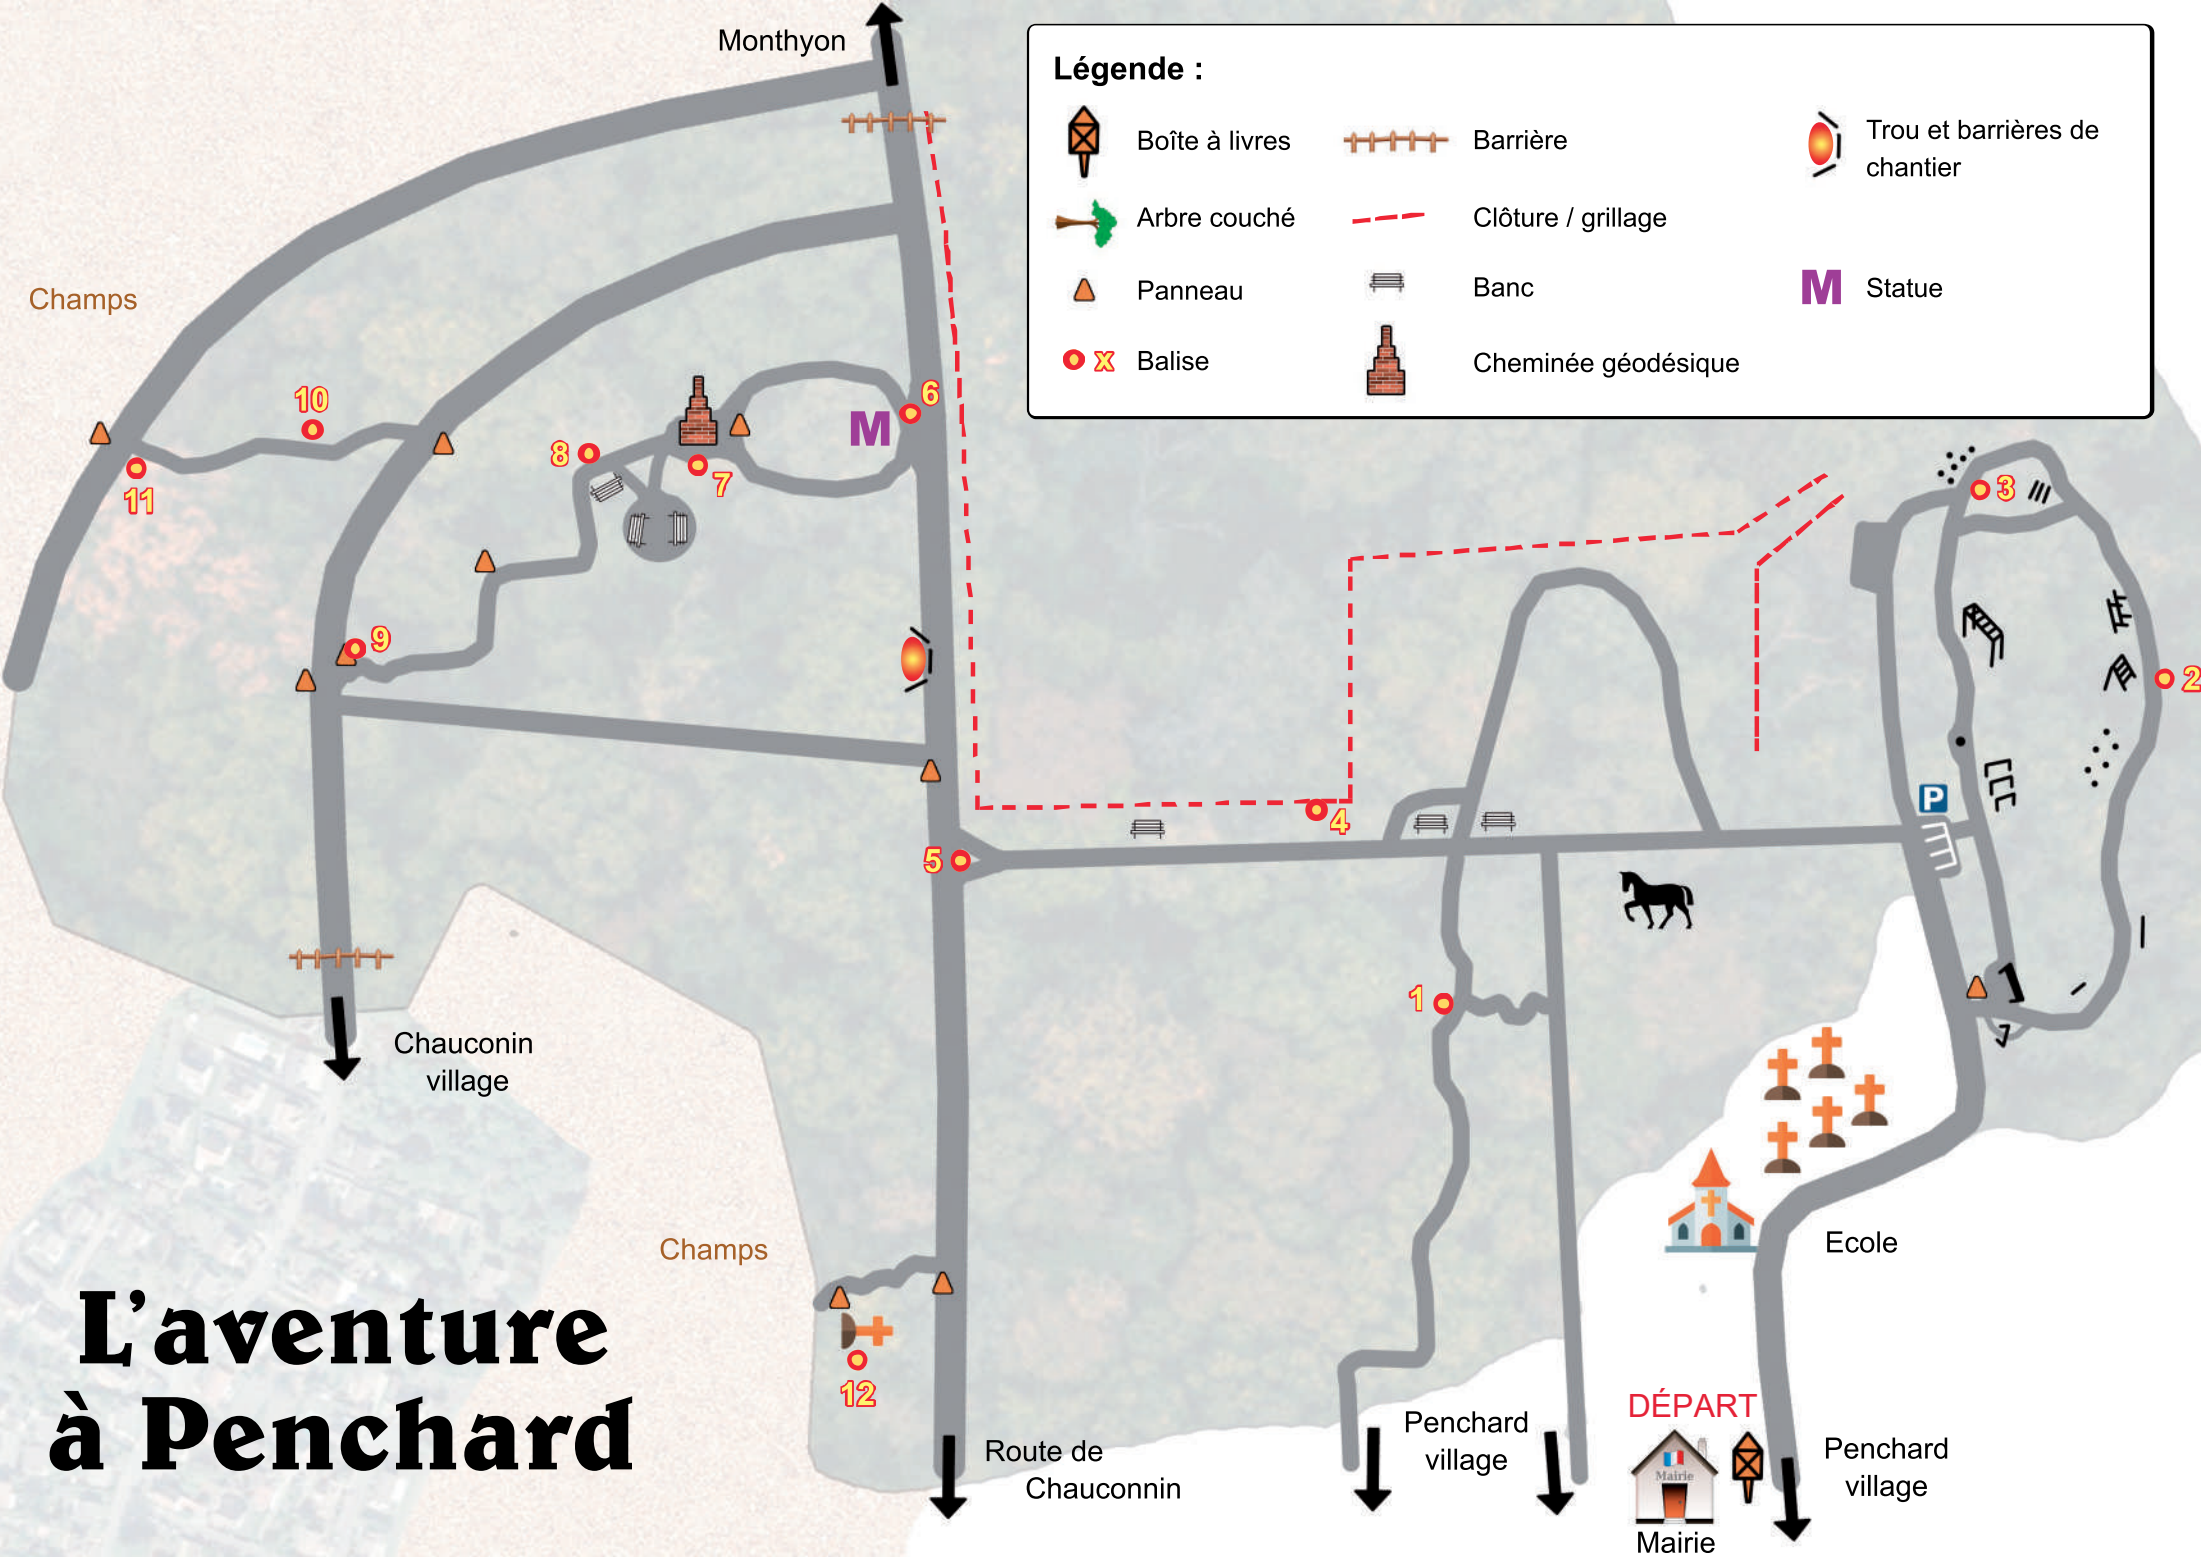 Monthyon
Légende :
Boîte à livres
Barrière
Trou et barrières de
chantier
Arbre couché
Clôture / grillage
Panneau
Banc
M
Statue
x
Balise
Cheminée géodésique
Champs
10
6
M
8
7
11
3
9
2
P
4
5
1
Chauconin
village
Champs
Ecole
12
L'aventure
à Penchard
DÉPART
Route de
Chauconnin
Penchard
village
Mairie
Penchard
village
Mairie